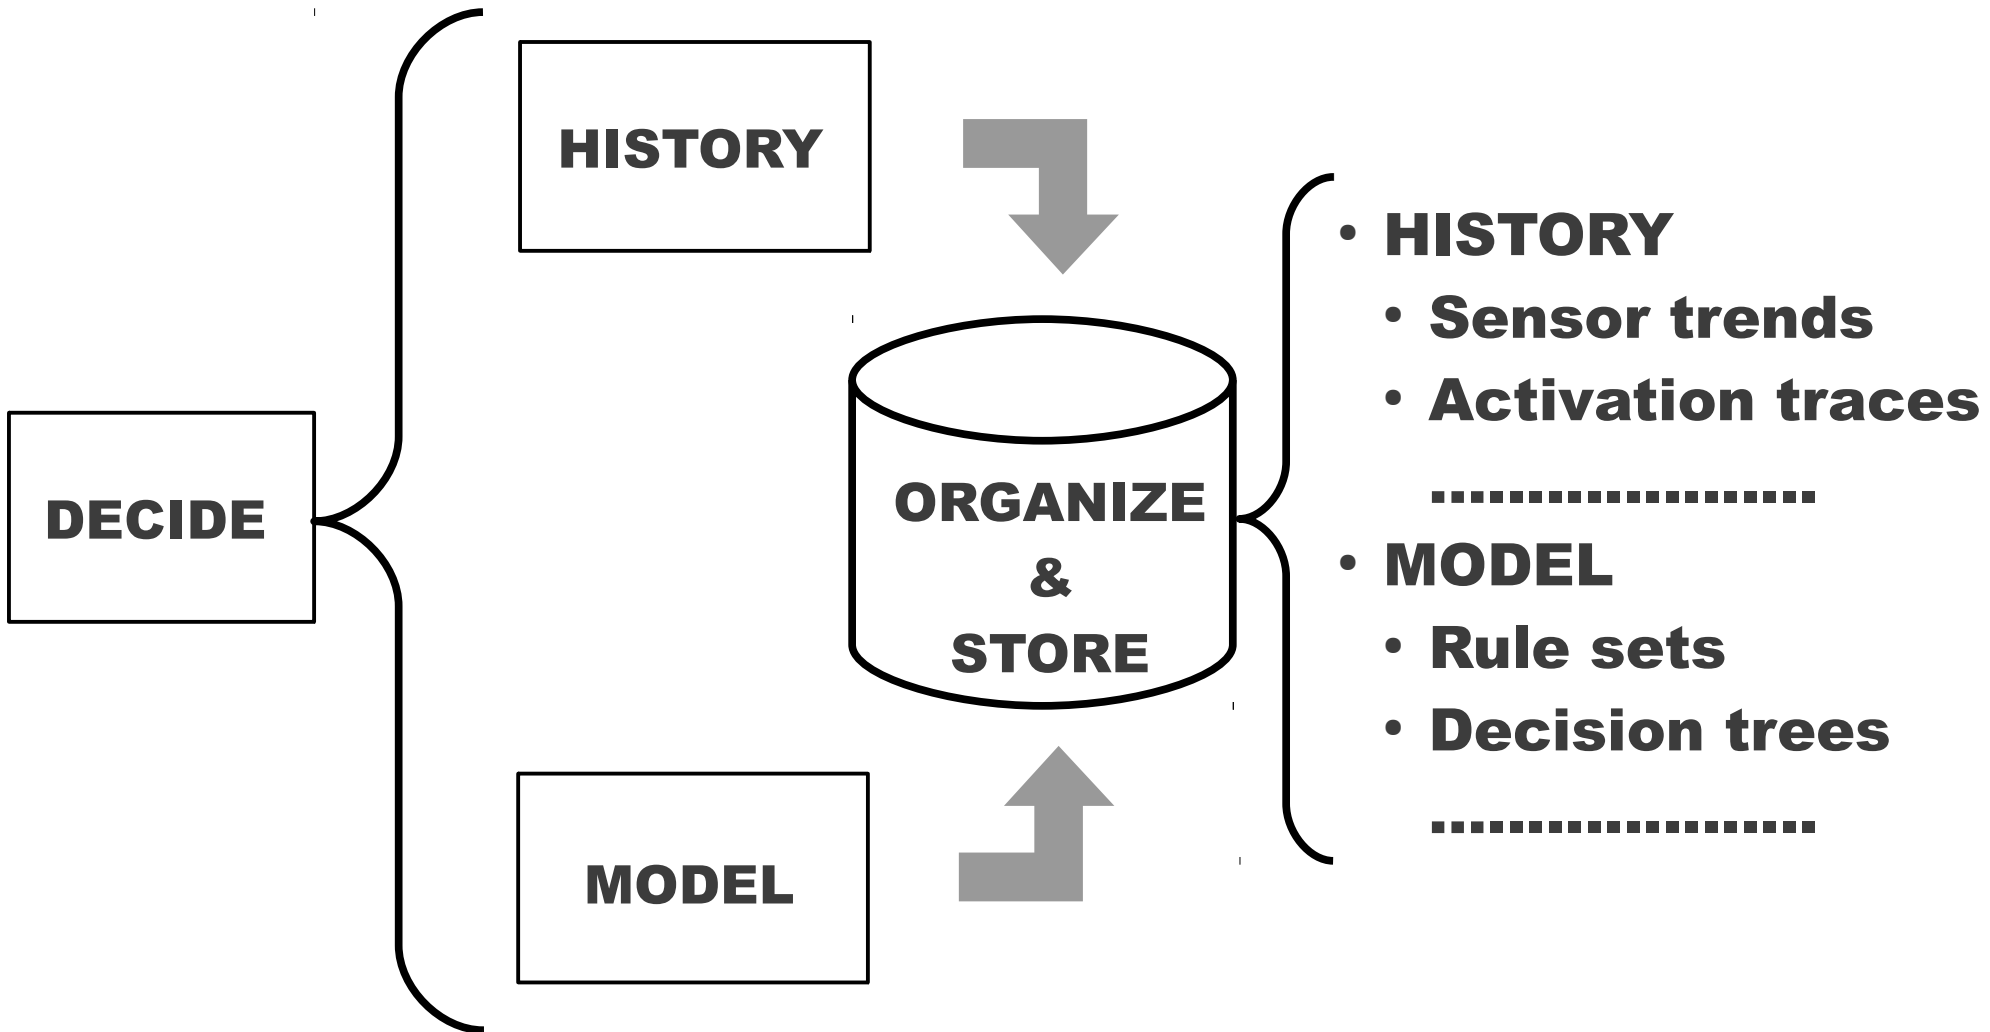 HISTORY
DECIDE
MODEL
ORGANIZE
&
STORE
• HISTORY
• Sensor trends
• Activation traces
....................
• MODEL
• Rule sets
• Decision trees
....................